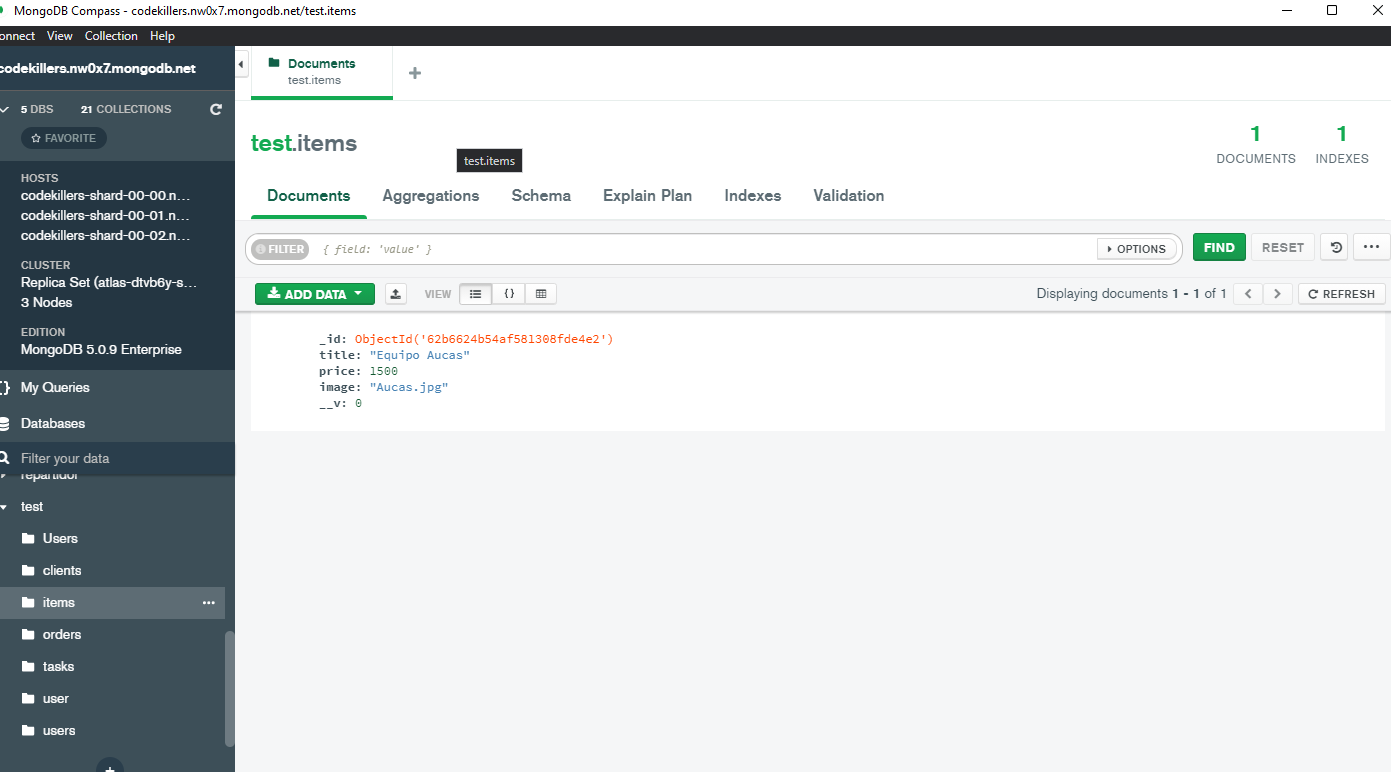 MongoDB Compass - codekillers.nw0x7.mongodb.net/test.items
onnect View Collection Help
codekillers.nw0x7.mongodb.net
5 DBS 21 COLLECTIONS
FAVORITE
HOSTS
codekillers-shard-00-00.n...
codekillers-shard-00-01.n...
codekillers-shard-00-02.n...
CLUSTER
Replica Set (atlas-dtvb6y-s...
3 Nodes
EDITION
MongoDB 5.0.9 Enterprise
{} My Queries
Databases
Filter your data
repartidor
test
Users
clients
items ...
orders
tasks
user
users
+
Documents
test.items
+
test.items
test.items
1
DOCUMENTS
1
INDEXES
Documents Aggregations Schema Explain Plan Indexes Validation
FILTER { field: 'value' } OPTIONS FIND RESET ...
ADD DATA VIEW {} Displaying documents 1 - 1 of 1 < > REFRESH
_id: ObjectId('62b6624b54af581308fde4e2')
title: "Equipo Aucas"
price: 1500
image: "Aucas.jpg"
__v: 0